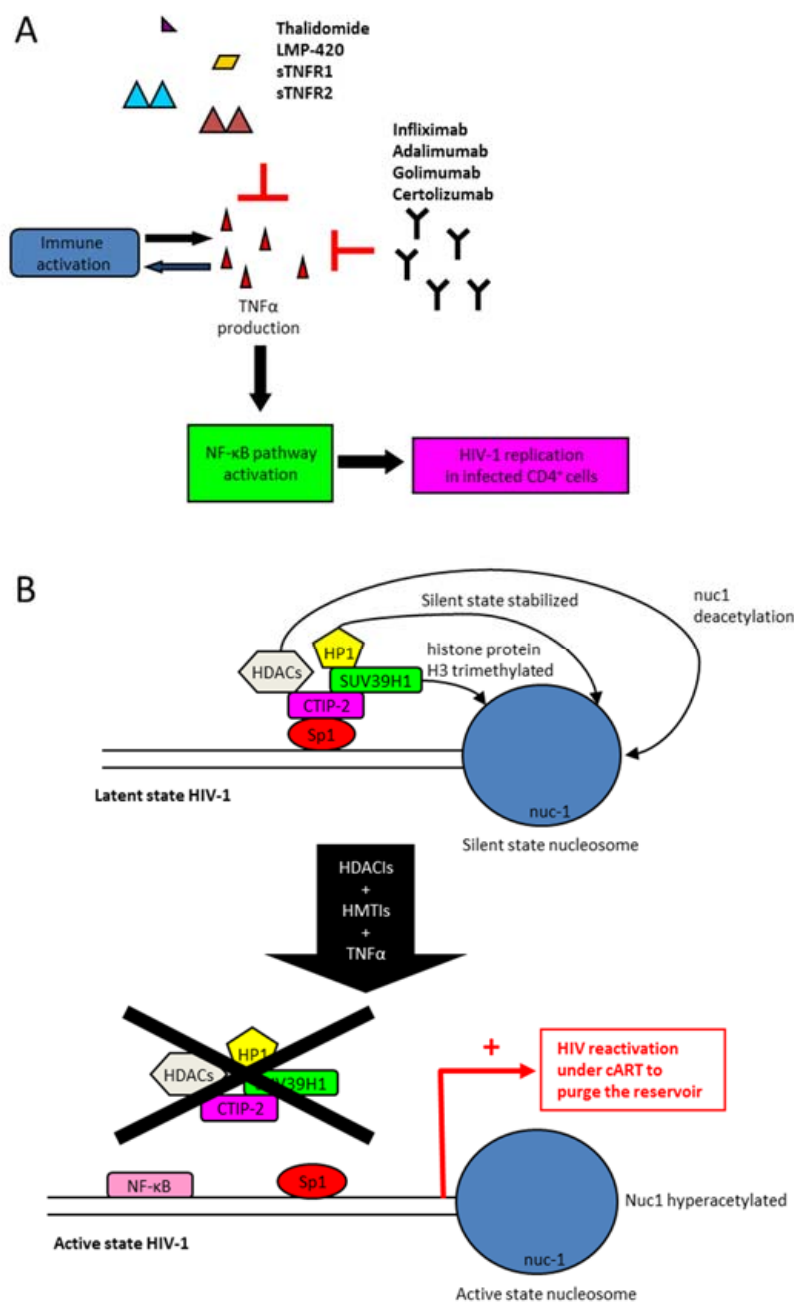 A
Thalidomide
LMP-420
sTNFR1
sTNFR2
Infliximab
Adalimumab
Golimumab
Certolizumab
Immune
activation
TNFα
production
NF-κB pathway
activation
HIV-1 replication
in infected CD4⁺ cells
B
nuc1
deacetylation
Silent state stabilized
HP1
histone protein
H3 trimethylated
HDACs
SUV39H1
CTIP-2
Sp1
Latent state HIV-1
nuc-1
Silent state nucleosome
HDACIs
+
HMTIs
+
TNFα
HP1
HDACs
SUV39H1
CTIP-2
+
HIV reactivation
under cART to
purge the reservoir
NF-κB
Sp1
Nuc1 hyperacetylated
Active state HIV-1
nuc-1
Active state nucleosome